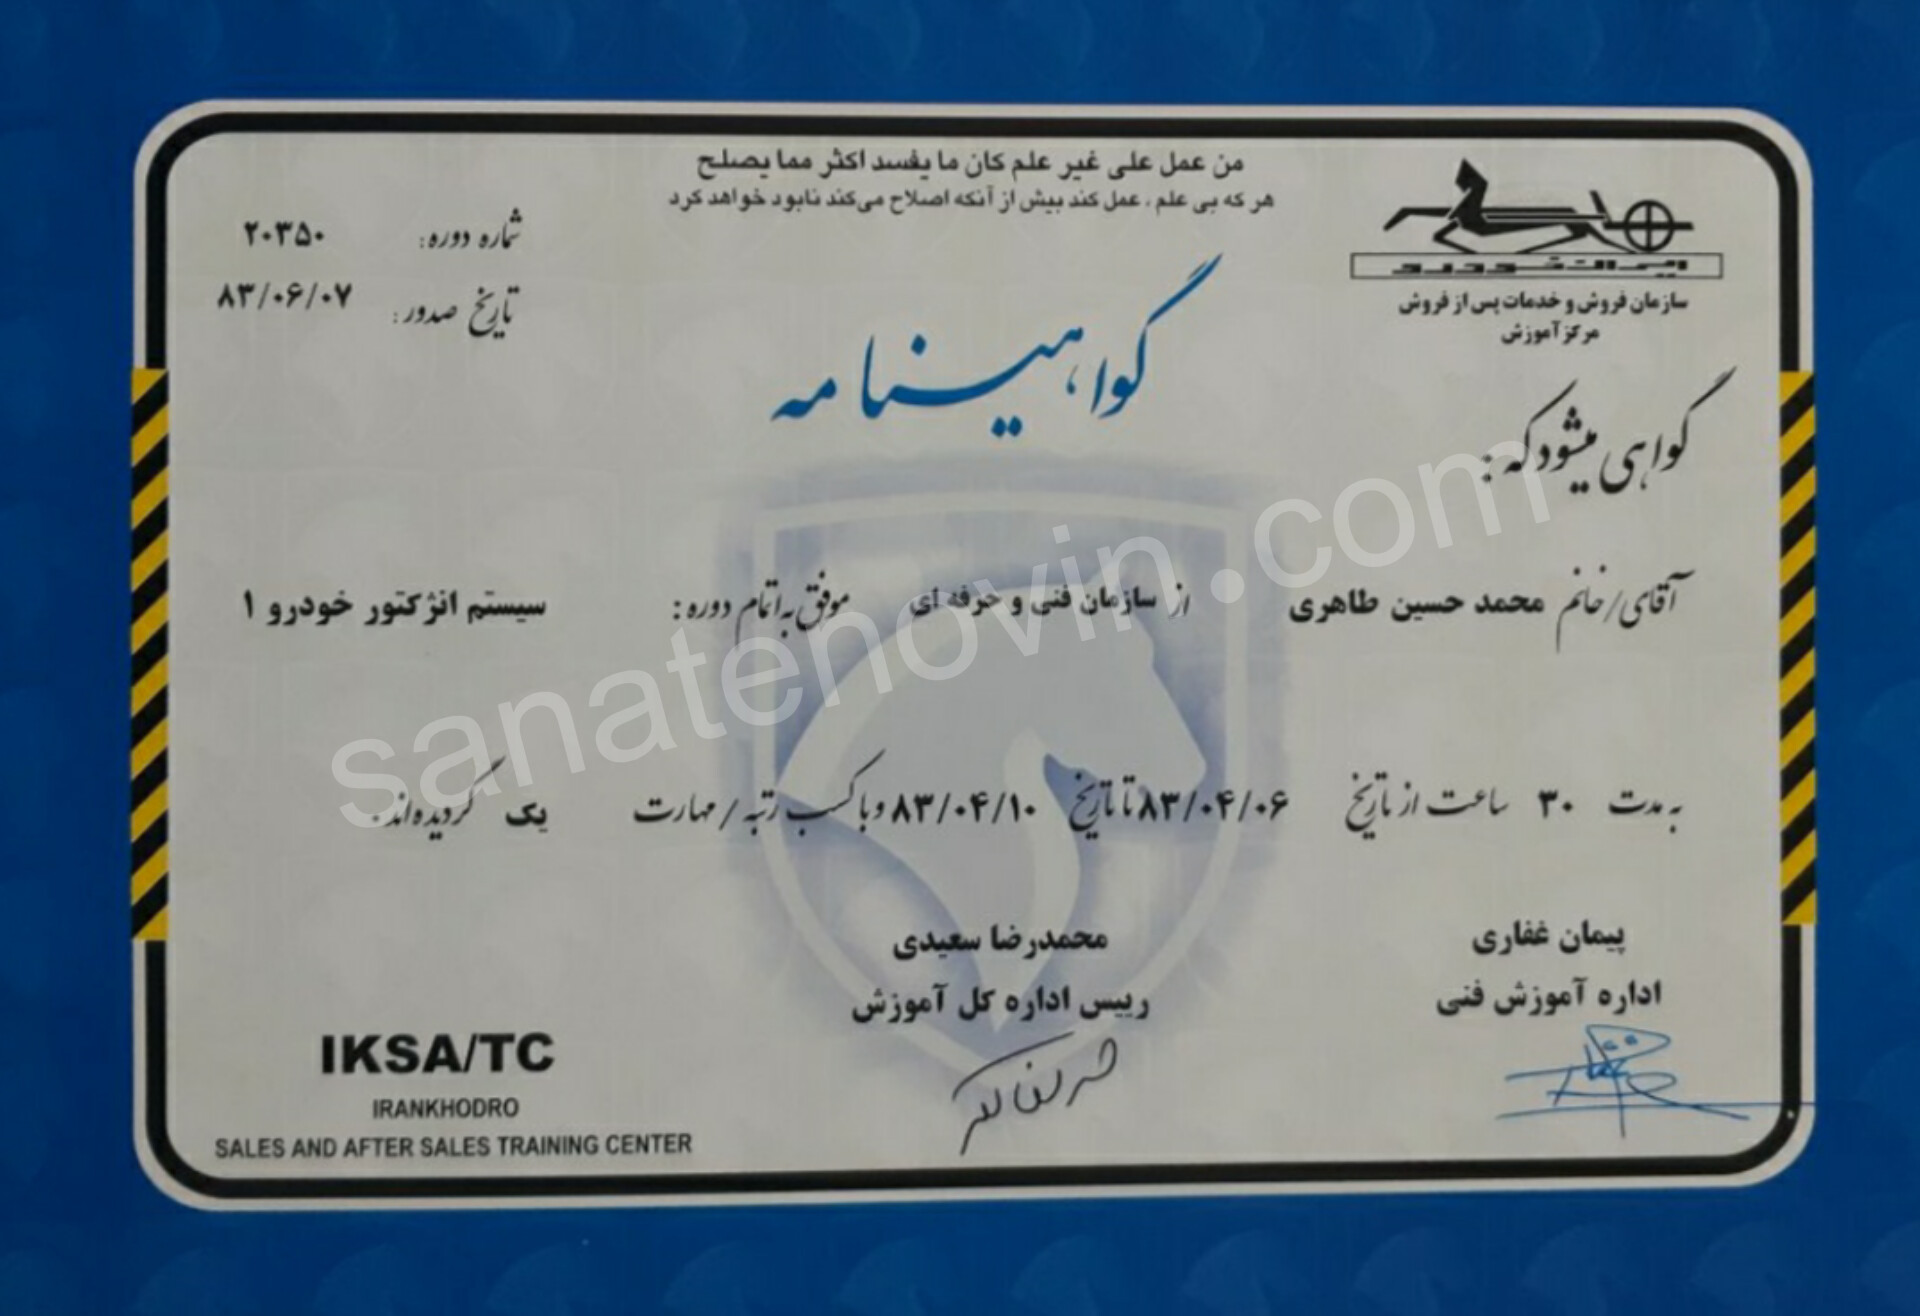 من عمل علی غیر علم کان ما یفسد اکثر مما یصلح
هر که بی علم ، عمل کند بیش از آنکه اصلاح می‌کند نابود خواهد کرد
ایران خودرو
سازمان فروش و خدمات پس از فروش
مرکز آموزش
شماره دوره: ۲۰۳۵۰
تاریخ صدور: ۸۳/۰۶/۰۷
گواهینامه
گواهی میشود که :
آقای/خانم محمد حسین طاهری از سازمان فنی و حرفه ای موفق به اتمام دوره : سیستم انژکتور خودرو ۱
به مدت ۳۰ ساعت از تاریخ ۸۳/۰۴/۰۶ تا تاریخ ۸۳/۰۴/۱۰ و با کسب رتبه / مهارت یک گردیده‌اند.
پیمان غفاری
اداره آموزش فنی
محمدرضا سعیدی
رییس اداره کل آموزش
IKSA/TC
IRANKHODRO
SALES AND AFTER SALES TRAINING CENTER
sanatenovin.com